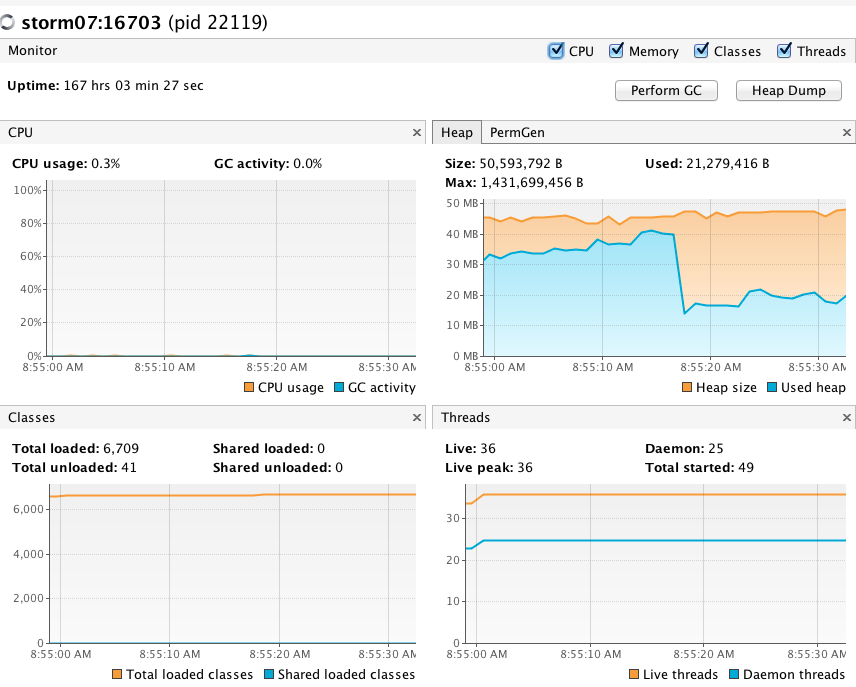 storm07:16703 (pid 22119)
Monitor
CPU Memory Classes Threads
Uptime: 167 hrs 03 min 27 sec
Perform GC Heap Dump
CPU
CPU usage: 0.3% GC activity: 0.0%
100%
80%
60%
40%
20%
0%
8:55:00 AM 8:55:10 AM 8:55:20 AM 8:55:30 AM
CPU usage GC activity
Heap PermGen
Size: 50,593,792 B Used: 21,279,416 B
Max: 1,431,699,456 B
50 MB
40 MB
30 MB
20 MB
10 MB
0 MB
8:55:00 AM 8:55:10 AM 8:55:20 AM 8:55:30 AM
Heap size Used heap
Classes
Total loaded: 6,709 Shared loaded: 0
Total unloaded: 41 Shared unloaded: 0
6,000
4,000
2,000
0
8:55:00 AM 8:55:10 AM 8:55:20 AM 8:55:30 AM
Total loaded classes Shared loaded classes
Threads
Live: 36 Daemon: 25
Live peak: 36 Total started: 49
30
20
10
0
8:55:00 AM 8:55:10 AM 8:55:20 AM 8:55:30 AM
Live threads Daemon threads